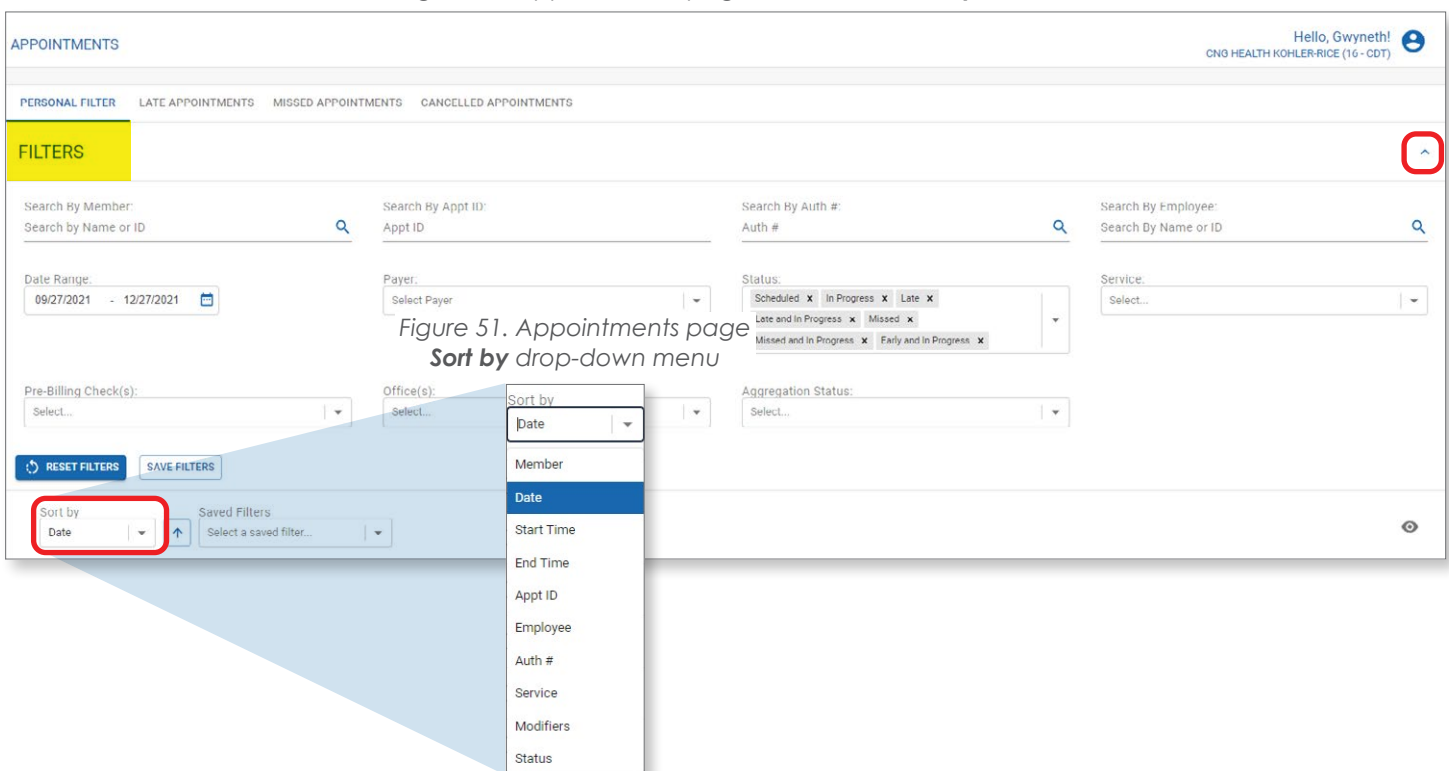 APPOINTMENTS
Hello, Gwyneth!
CNG HEALTH KOHLER-RICE (16 - CDT)
PERSONAL FILTER LATE APPOINTMENTS MISSED APPOINTMENTS CANCELLED APPOINTMENTS
FILTERS
Search By Member: Search By Appt ID: Search By Auth #: Search By Employee:
Search by Name or ID Appt ID Auth # Search By Name or ID
Date Range: Payer: Status: Service:
09/27/2021 - 12/27/2021 Select Payer Scheduled x In Progress x Late x Select...
Late and In Progress x Missed x
Missed and In Progress x Early and In Progress x
Figure 51. Appointments page
Sort by drop-down menu
Pre-Billing Check(s): Office(s): Aggregation Status:
Select... Select... Select...
RESET FILTERS SAVE FILTERS
Sort by Saved Filters
Date Select a saved filter...
Sort by
Date
Member
Date
Start Time
End Time
Appt ID
Employee
Auth #
Service
Modifiers
Status